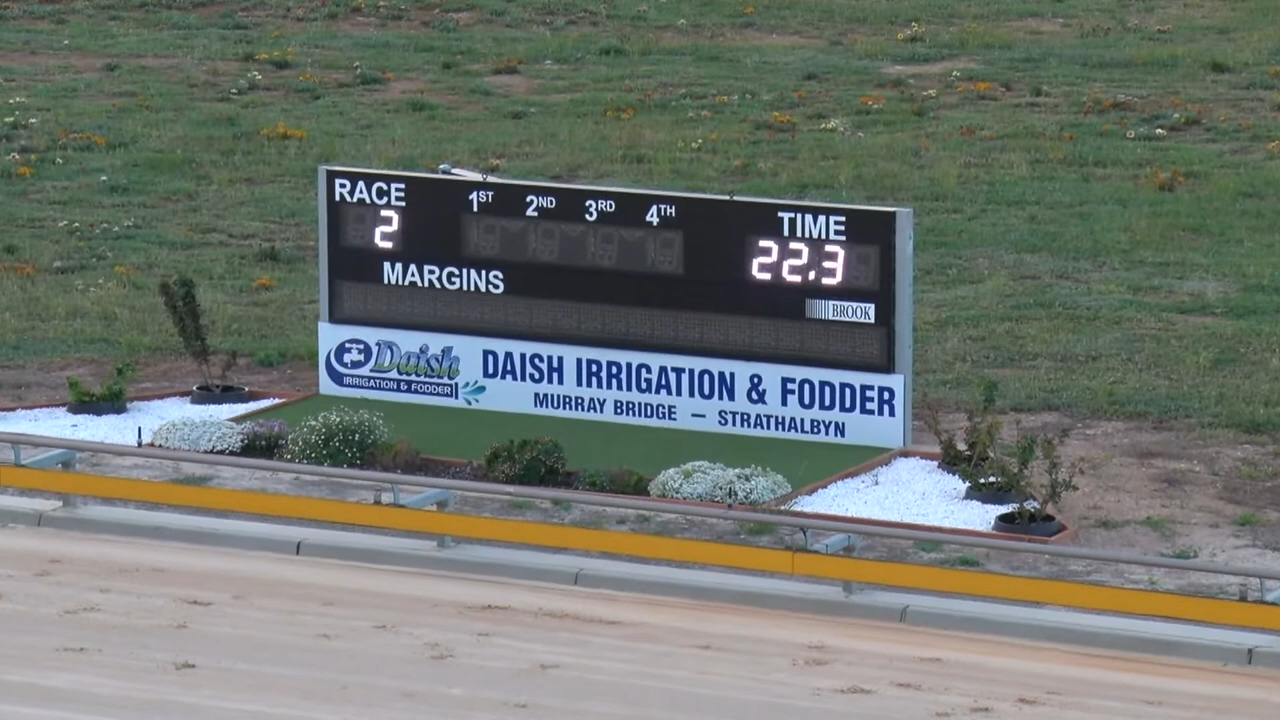 RACE 1ST 2ND 3RD 4TH TIME
2 22.3
MARGINS
BROOK
Daish
IRRIGATION & FODDER
DAISH IRRIGATION & FODDER
MURRAY BRIDGE – STRATHALBYN